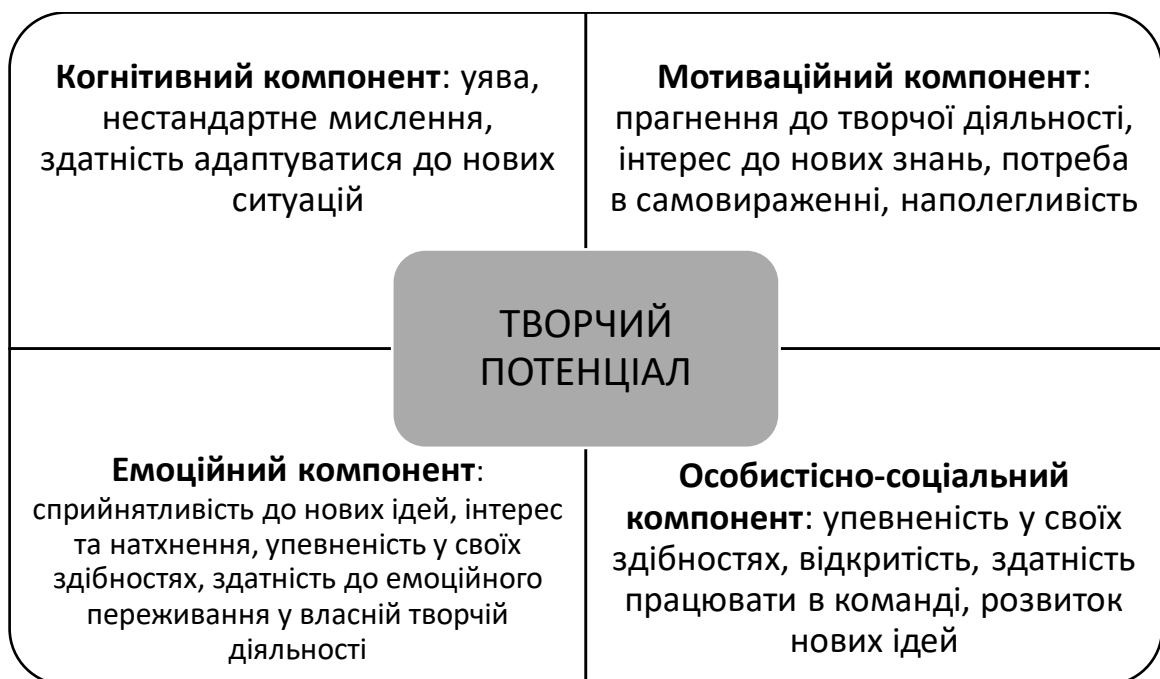 Когнітивний компонент: уява,
нестандартне мислення,
здатність адаптуватися до нових
ситуацій
Мотиваційний компонент:
прагнення до творчої діяльності,
інтерес до нових знань, потреба
в самовираженні, наполегливість
ТВОРЧИЙ
ПОТЕНЦІАЛ
Емоційний компонент:
сприйнятливість до нових ідей, інтерес
та натхнення, упевненість у своїх
здібностях, здатність до емоційного
переживання у власній творчій
діяльності
Особистісно-соціальний
компонент: упевненість у своїх
здібностях, відкритість, здатність
працювати в команді, розвиток
нових ідей